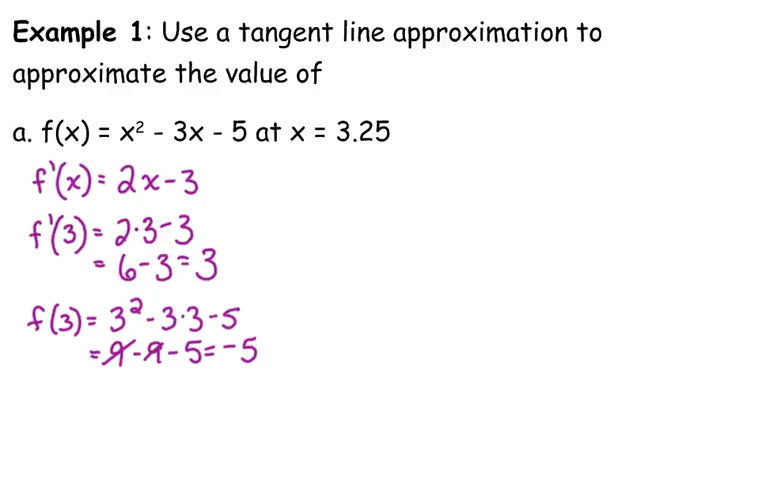 Example 1: Use a tangent line approximation to
approximate the value of
a. f(x) = x² - 3x - 5 at x = 3.25
f'(x) = 2x - 3
f'(3) = 2·3 - 3
= 6 - 3 = 3
f(3) = 3² - 3·3 - 5
= 9 - 9 - 5 = -5